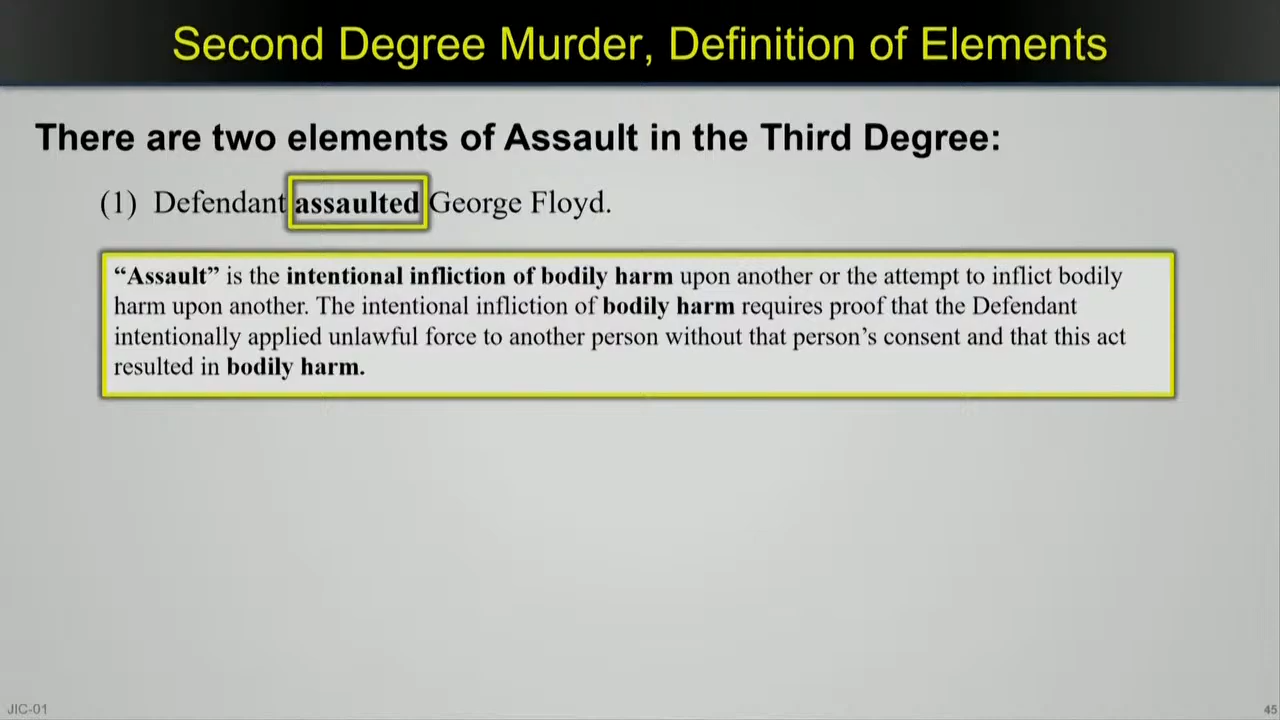 Second Degree Murder, Definition of Elements
There are two elements of Assault in the Third Degree:
(1) Defendant assaulted George Floyd.
“Assault” is the intentional infliction of bodily harm upon another or the attempt to inflict bodily
harm upon another. The intentional infliction of bodily harm requires proof that the Defendant
intentionally applied unlawful force to another person without that person’s consent and that this act
resulted in bodily harm.
JIC-01
45